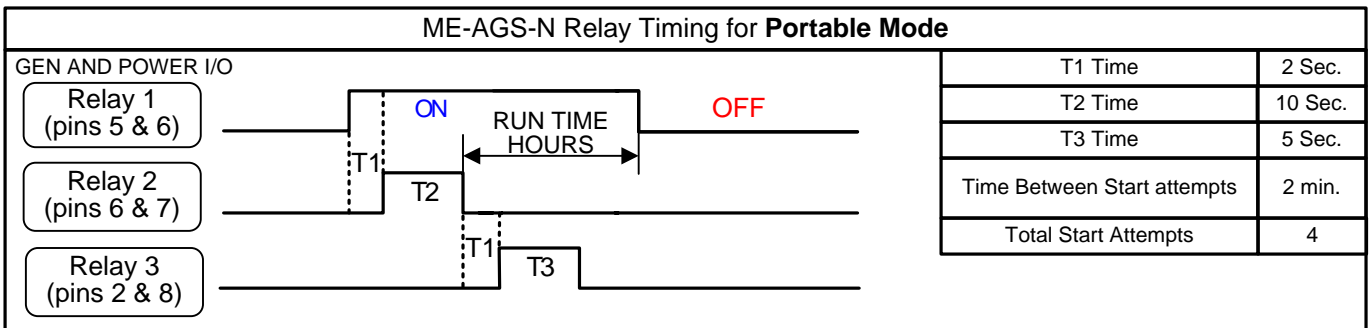 ME-AGS-N Relay Timing for Portable Mode
GEN AND POWER I/O
Relay 1
(pins 5 & 6)
ON
RUN TIME
HOURS
OFF
T1
Relay 2
(pins 6 & 7)
T2
T1
Relay 3
(pins 2 & 8)
T3
T1 Time 2 Sec.
T2 Time 10 Sec.
T3 Time 5 Sec.
Time Between Start attempts 2 min.
Total Start Attempts 4